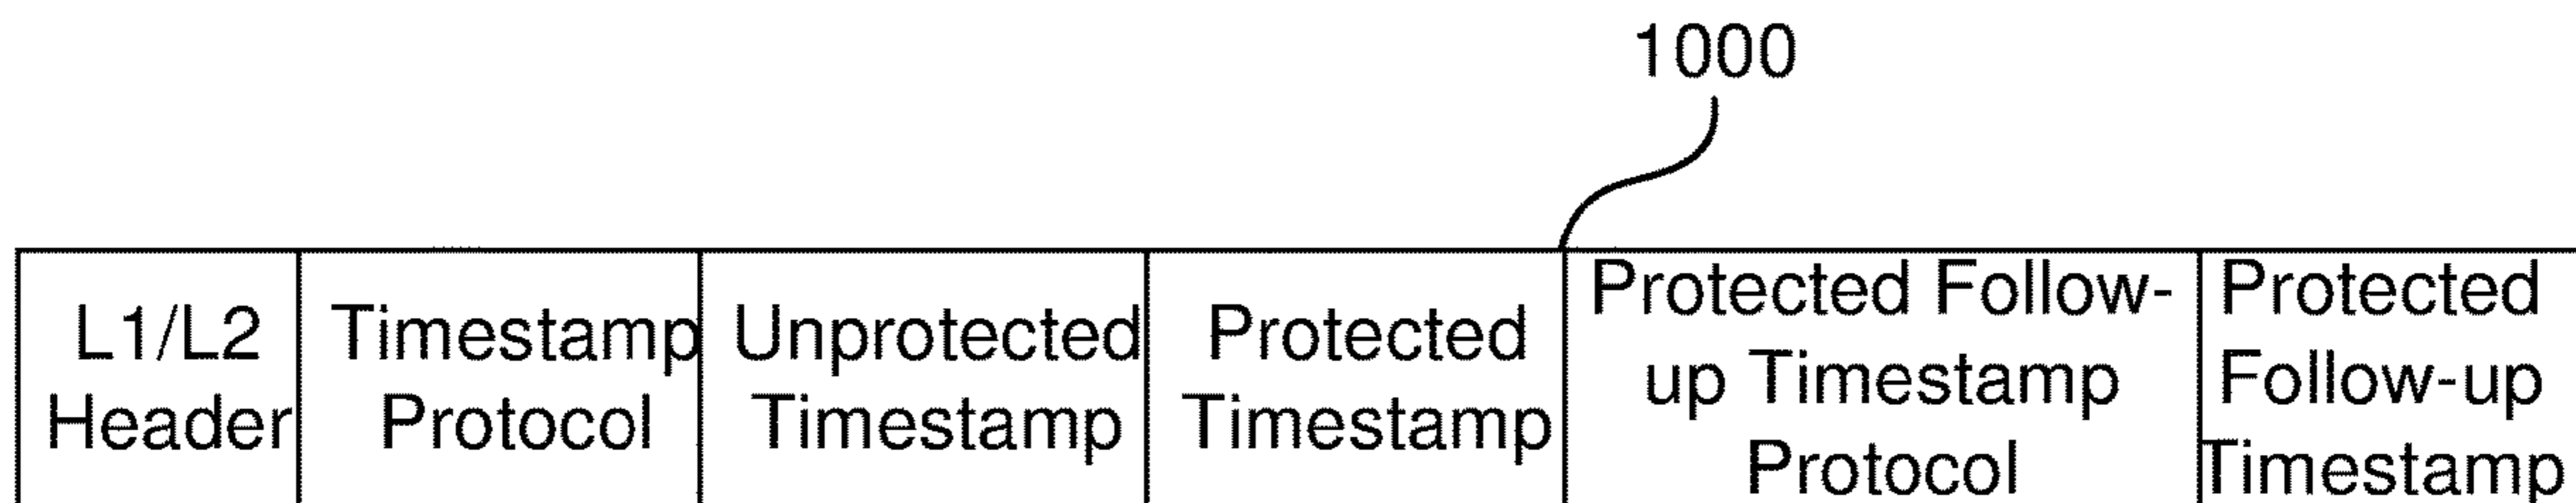 1000
L1/L2
Header
Timestamp
Protocol
Unprotected
Timestamp
Protected
Timestamp
Protected Follow-
up Timestamp
Protocol
Protected
Follow-up
Timestamp